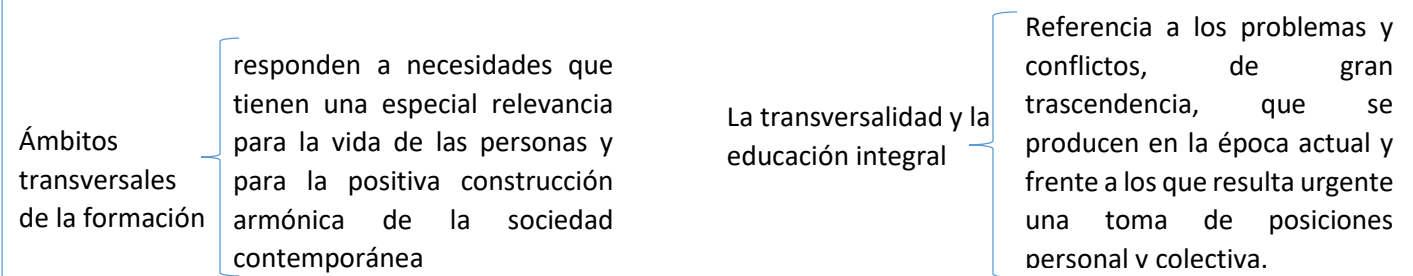 Ámbitos
transversales
de la formación
responden a necesidades que
tienen una especial relevancia
para la vida de las personas y
para la positiva construcción
armónica de la sociedad
contemporánea
La transversalidad y la
educación integral
Referencia a los problemas y
conflictos, de gran
trascendencia, que se
producen en la época actual y
frente a los que resulta urgente
una toma de posiciones
personal y colectiva.